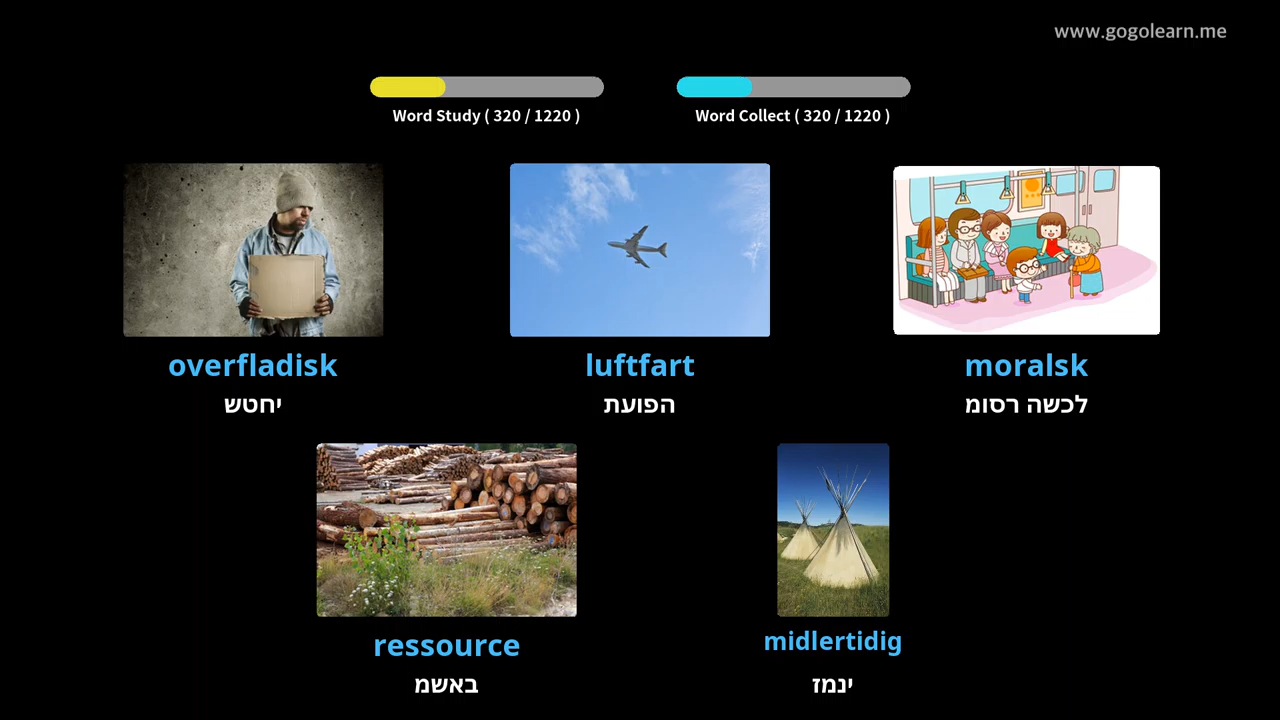 www.gogolearn.me
Word Study ( 320 / 1220 )
Word Collect ( 320 / 1220 )
overfladisk
יחטש
luftfart
הפועת
moralsk
לכשה רסומ
ressource
באשמ
midlertidig
ינמז